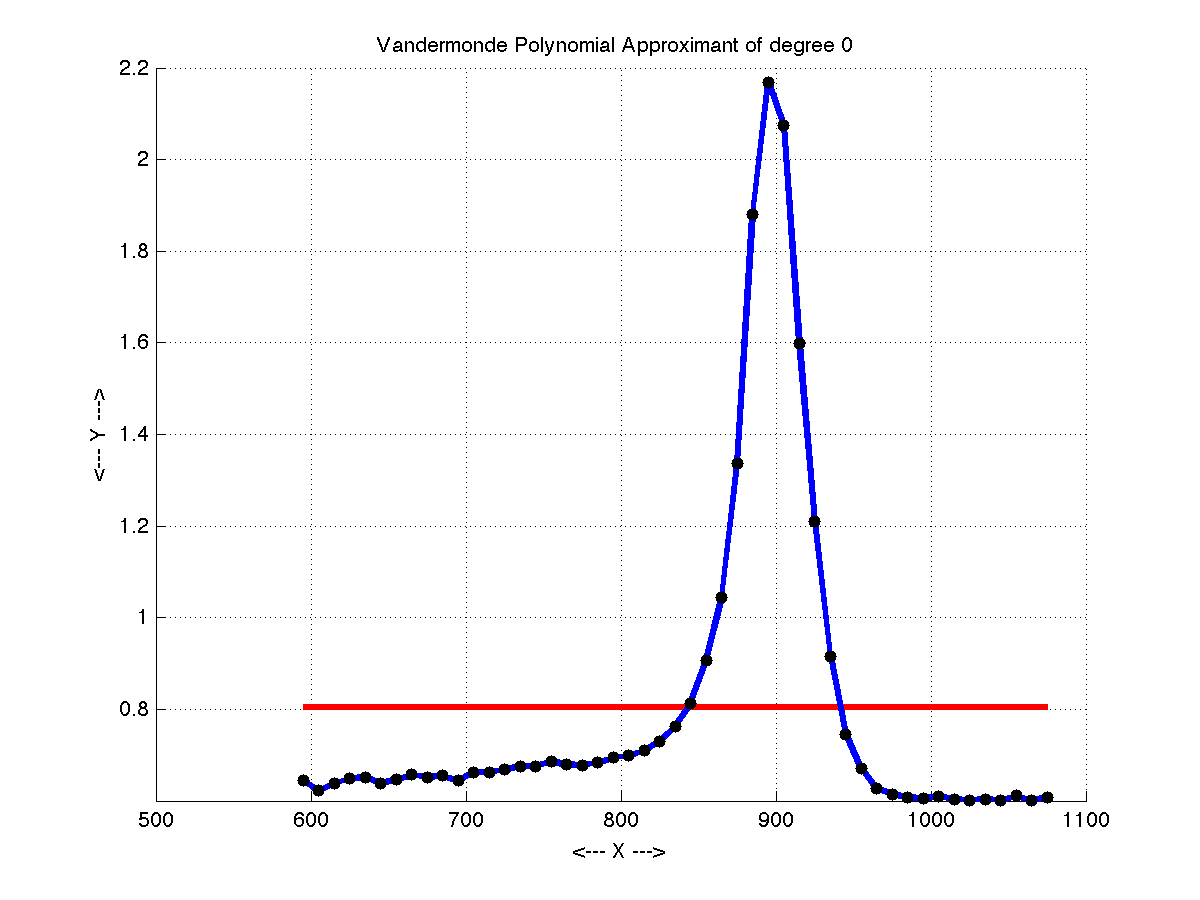 Vandermonde Polynomial Approximant of degree 0
2.2
2
1.8
1.6
1.4
1.2
1
0.8
<--- Y --->
500 600 700 800 900 1000 1100
<--- X --->